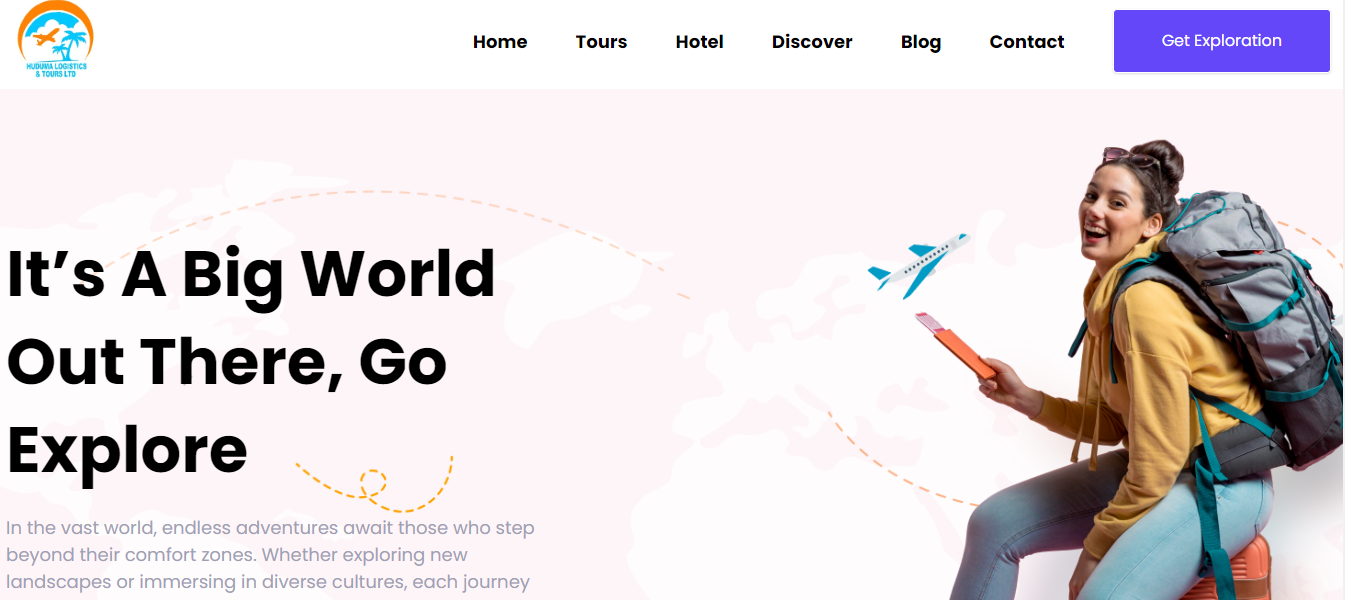 HUDUMA LOGISTICS
& TOURS LTD
Home
Tours
Hotel
Discover
Blog
Contact
Get Exploration
It’s A Big World
Out There, Go
Explore
In the vast world, endless adventures await those who step
beyond their comfort zones. Whether exploring new
landscapes or immersing in diverse cultures, each journey